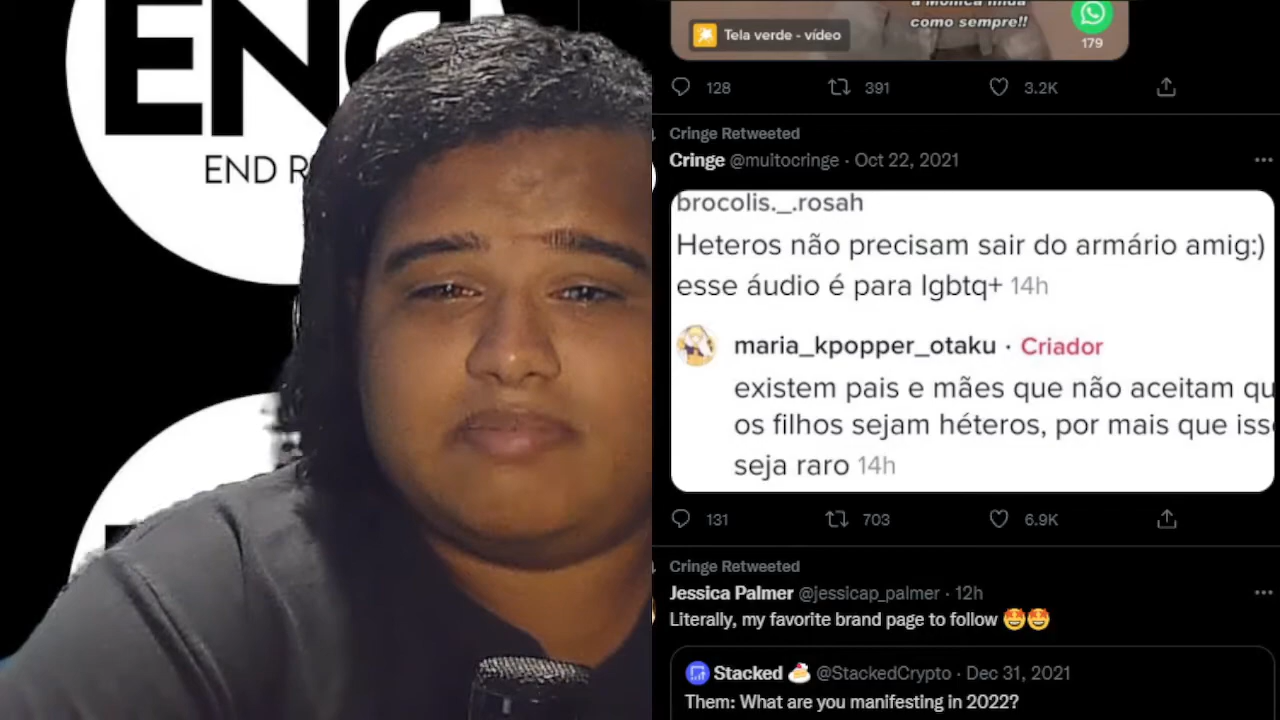 END
END R
a Mônica linda
como sempre!!
Tela verde - vídeo
179
128
391
3.2K
Cringe Retweeted
Cringe @muitocringe · Oct 22, 2021
brocolis._.rosah
Heteros não precisam sair do armário amig:)
esse áudio é para lgbtq+ 14h
maria_kpopper_otaku · Criador
existem pais e mães que não aceitam qu
os filhos sejam héteros, por mais que iss
seja raro 14h
131
703
6.9K
Cringe Retweeted
Jessica Palmer @jessicap_palmer · 12h
Literally, my favorite brand page to follow 🤩🤩
Stacked 🍰 @StackedCrypto · Dec 31, 2021
Them: What are you manifesting in 2022?